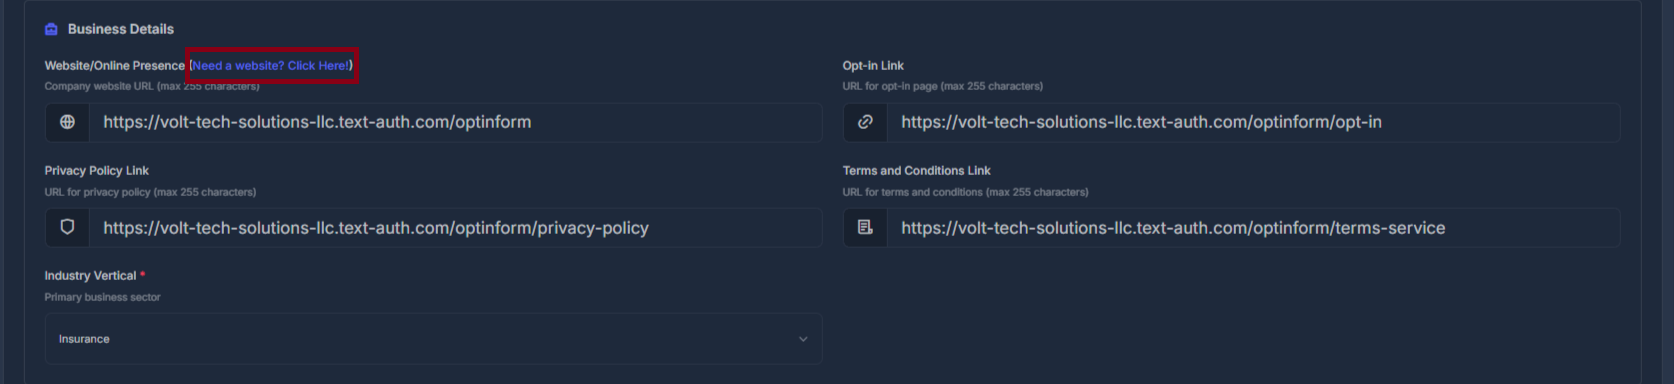 Business Details
Website/Online Presence (Need a website? Click Here!)
Company website URL (max 255 characters)
https://volt-tech-solutions-llc.text-auth.com/optinform
Opt-in Link
URL for opt-in page (max 255 characters)
https://volt-tech-solutions-llc.text-auth.com/optinform/opt-in
Privacy Policy Link
URL for privacy policy (max 255 characters)
https://volt-tech-solutions-llc.text-auth.com/optinform/privacy-policy
Terms and Conditions Link
URL for terms and conditions (max 255 characters)
https://volt-tech-solutions-llc.text-auth.com/optinform/terms-service
Industry Vertical *
Primary business sector
Insurance